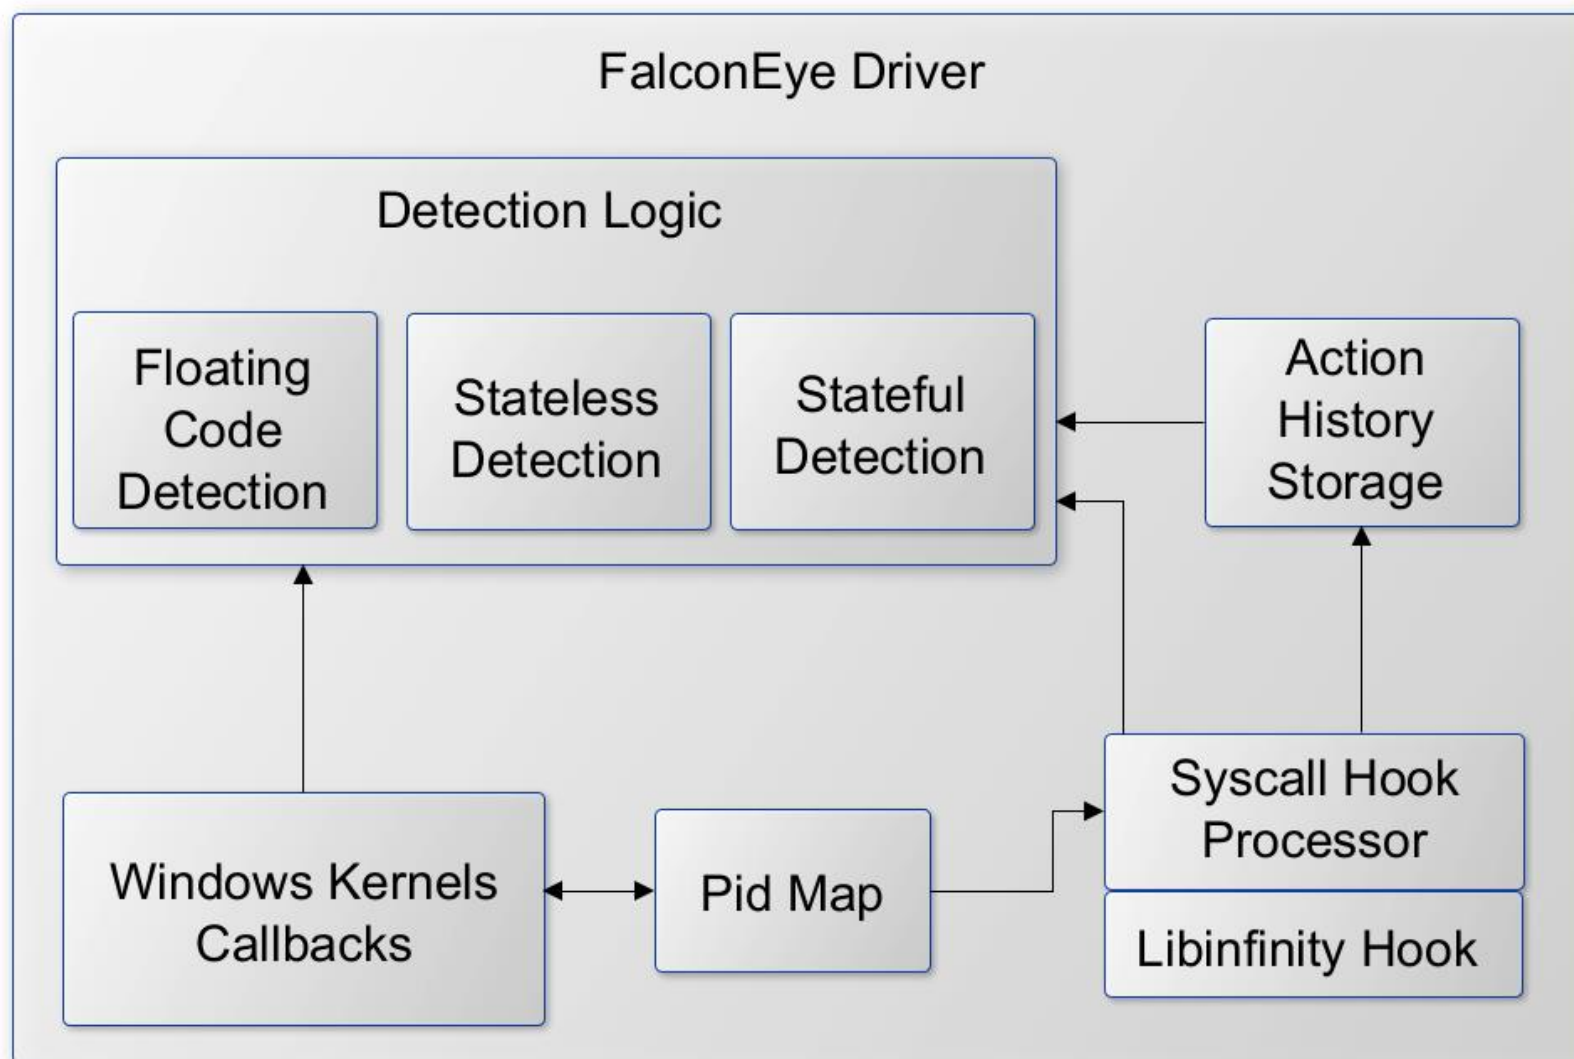 FalconEye Driver
Detection Logic
Floating
Code
Detection
Stateless
Detection
Stateful
Detection
Action
History
Storage
Windows Kernels
Callbacks
Pid Map
Syscall Hook
Processor
Libinfinity Hook